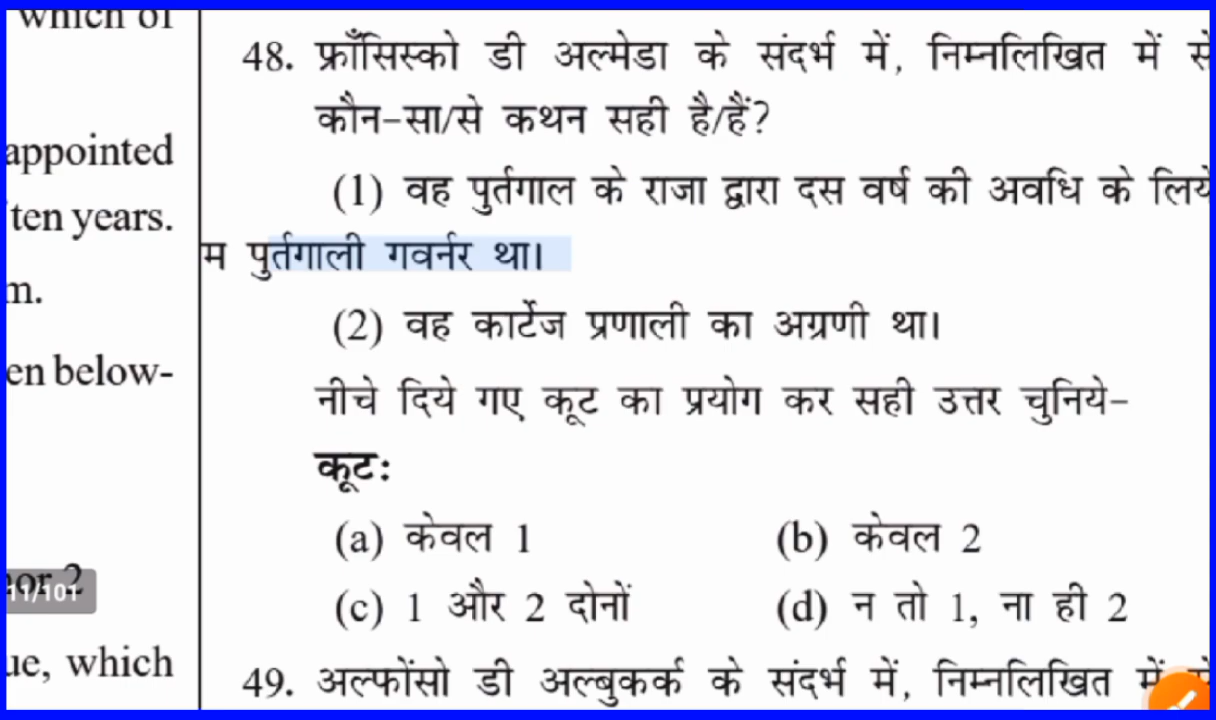 which of
appointed
ten years.
m.
en below-
or 2
11/101
ue, which
48. फ्राँसिस्को डी अल्मेडा के संदर्भ में, निम्नलिखित में से
कौन-सा/से कथन सही है/हैं?
(1) वह पुर्तगाल के राजा द्वारा दस वर्ष की अवधि के लिये
म पुर्तगाली गवर्नर था।
(2) वह कार्टेज प्रणाली का अग्रणी था।
नीचे दिये गए कूट का प्रयोग कर सही उत्तर चुनिये-
कूटः
(a) केवल 1 (b) केवल 2
(c) 1 और 2 दोनों (d) न तो 1, ना ही 2
49. अल्फोंसो डी अल्बुकर्क के संदर्भ में, निम्नलिखित में से